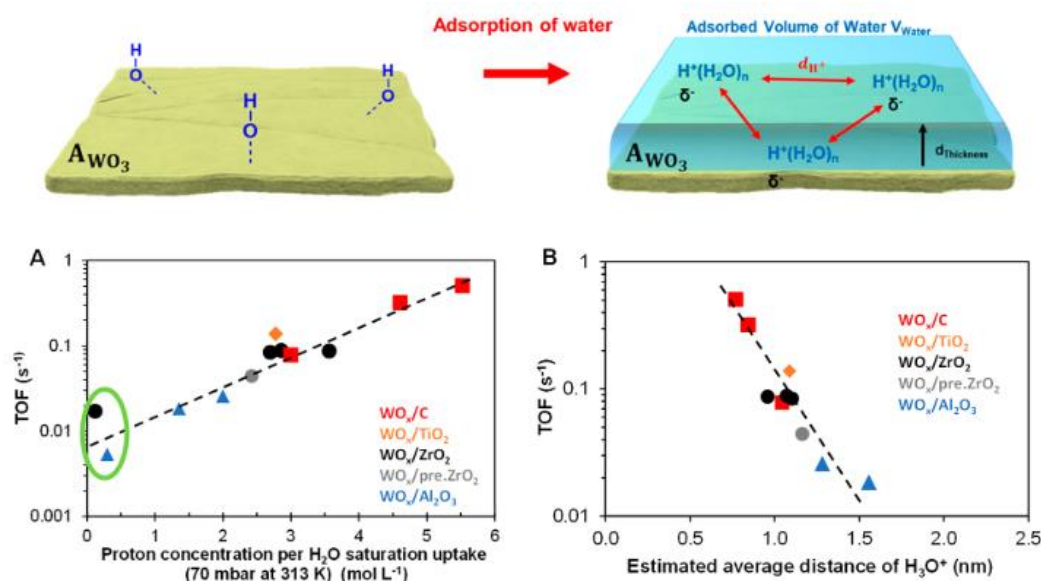 Adsorption of water
H
O
H
O
H
O
A_WO₃
Adsorbed Volume of Water V_Water
H⁺(H₂O)ₙ
d_H⁺
H⁺(H₂O)ₙ
δ⁻
δ⁻
H⁺(H₂O)ₙ
A_WO₃
d_Thickness
δ⁻
A
TOF (s⁻¹)
1
0.1
0.01
0.001
WOₓ/C
WOₓ/TiO₂
WOₓ/ZrO₂
WOₓ/pre.ZrO₂
WOₓ/Al₂O₃
0 1 2 3 4 5 6
Proton concentration per H₂O saturation uptake
(70 mbar at 313 K) (mol L⁻¹)
B
TOF (s⁻¹)
1
0.1
0.01
WOₓ/C
WOₓ/TiO₂
WOₓ/ZrO₂
WOₓ/pre.ZrO₂
WOₓ/Al₂O₃
0.0 0.5 1.0 1.5 2.0 2.5
Estimated average distance of H₃O⁺ (nm)